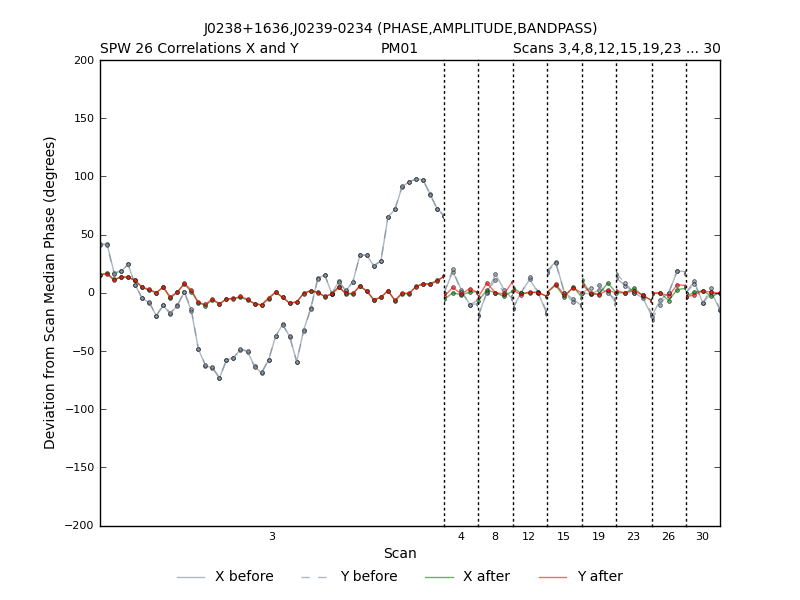 J0238+1636,J0239-0234 (PHASE,AMPLITUDE,BANDPASS)
SPW 26 Correlations X and Y PM01 Scans 3,4,8,12,15,19,23 ... 30
200
150
100
50
0
−50
−100
−150
−200
Deviation from Scan Median Phase (degrees)
3 4 8 12 15 19 23 26 30
Scan
X before Y before X after Y after